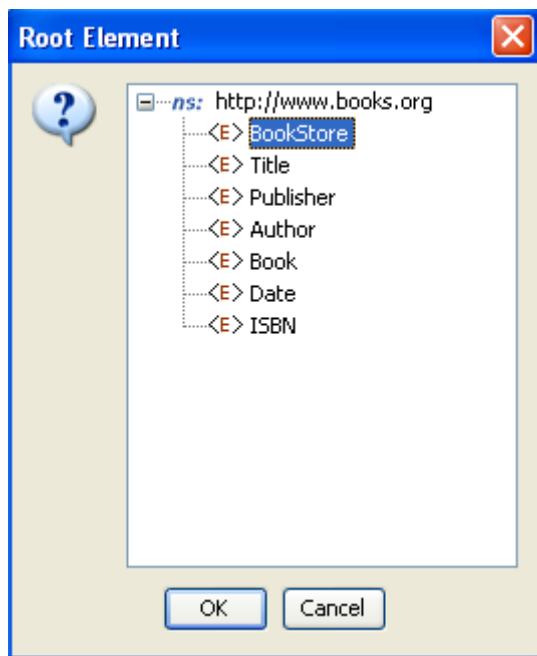 Root Element
?
ns: http://www.books.org
<E> BookStore
<E> Title
<E> Publisher
<E> Author
<E> Book
<E> Date
<E> ISBN
OK Cancel